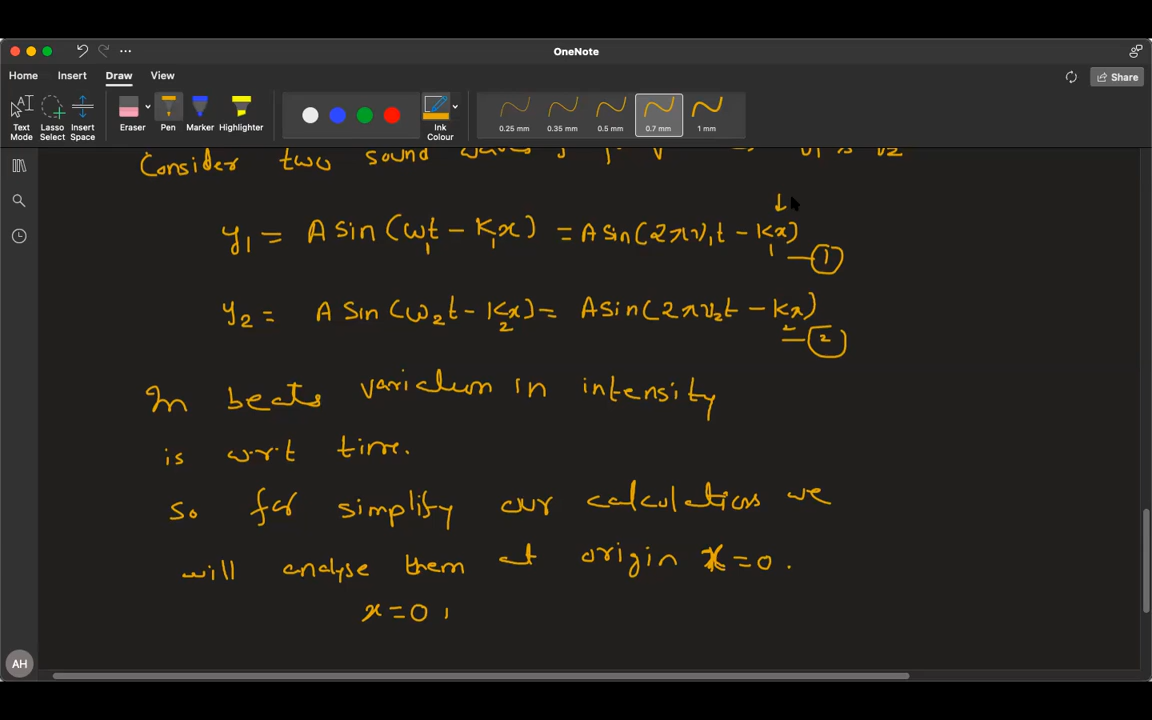 OneNote
Home Insert Draw View
Share
Text Mode
Lasso Select
Insert Space
Eraser
Pen
Marker
Highlighter
Ink Colour
0.25 mm
0.35 mm
0.5 mm
0.7 mm
1 mm
Consider two sound
y₁ = A sin (ω₁t − K₁x) = A sin(2πν₁t − K₁x) — ①
y₂ = A Sin (ω₂t − K₂x) = A sin(2πν₂t − K₂x) — ②
In beats variation in intensity
is w.r.t time.
So for simplify our calculations we
will analyse them at origin x = 0 .
x = 0 ,
AH